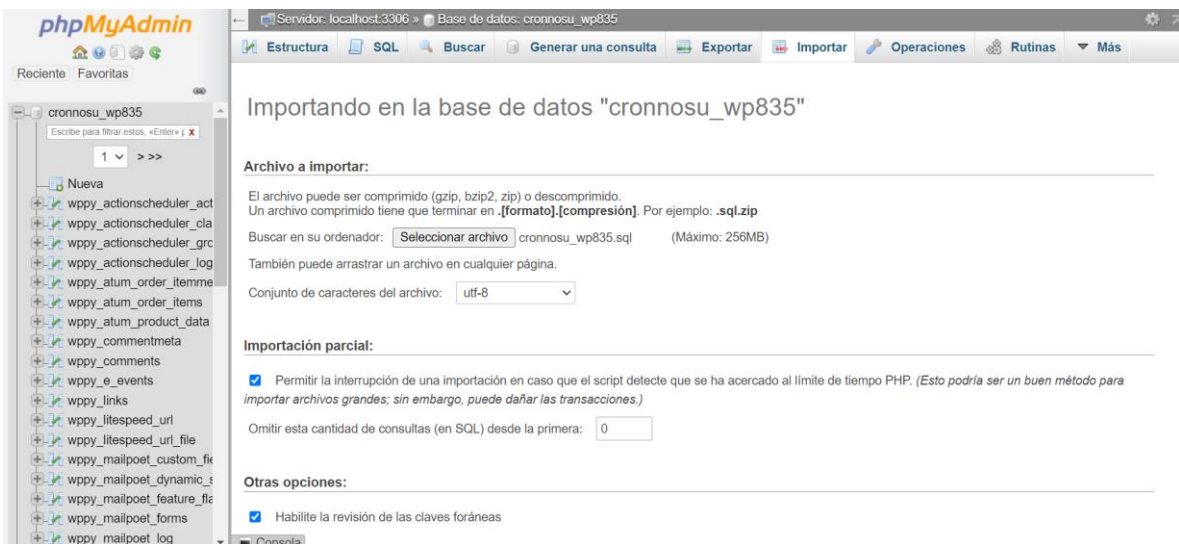 phpMyAdmin
Reciente Favoritas
cronnosu_wp835
Escribe para filtrar estos, «Enter» p X
1 > >>
Nueva
wppy_actionscheduler_act
wppy_actionscheduler_cla
wppy_actionscheduler_grc
wppy_actionscheduler_log
wppy_atum_order_itemme
wppy_atum_order_items
wppy_atum_product_data
wppy_commentmeta
wppy_comments
wppy_e_events
wppy_links
wppy_litespeed_url
wppy_litespeed_url_file
wppy_mailpoet_custom_fie
wppy_mailpoet_dynamic_s
wppy_mailpoet_feature_fla
wppy_mailpoet_forms
wppy_mailpoet_log
Servidor: localhost:3306 » Base de datos: cronnosu_wp835
Estructura SQL Buscar Generar una consulta Exportar Importar Operaciones Rutinas Más
Importando en la base de datos "cronnosu_wp835"
Archivo a importar:
El archivo puede ser comprimido (gzip, bzip2, zip) o descomprimido.
Un archivo comprimido tiene que terminar en .[formato].[compresión]. Por ejemplo: .sql.zip
Buscar en su ordenador: Seleccionar archivo cronnosu_wp835.sql (Máximo: 256MB)
También puede arrastrar un archivo en cualquier página.
Conjunto de caracteres del archivo: utf-8
Importación parcial:
Permitir la interrupción de una importación en caso que el script detecte que se ha acercado al límite de tiempo PHP. (Esto podría ser un buen método para
importar archivos grandes; sin embargo, puede dañar las transacciones.)
Omitir esta cantidad de consultas (en SQL) desde la primera: 0
Otras opciones:
Habilite la revisión de las claves foráneas
Consola